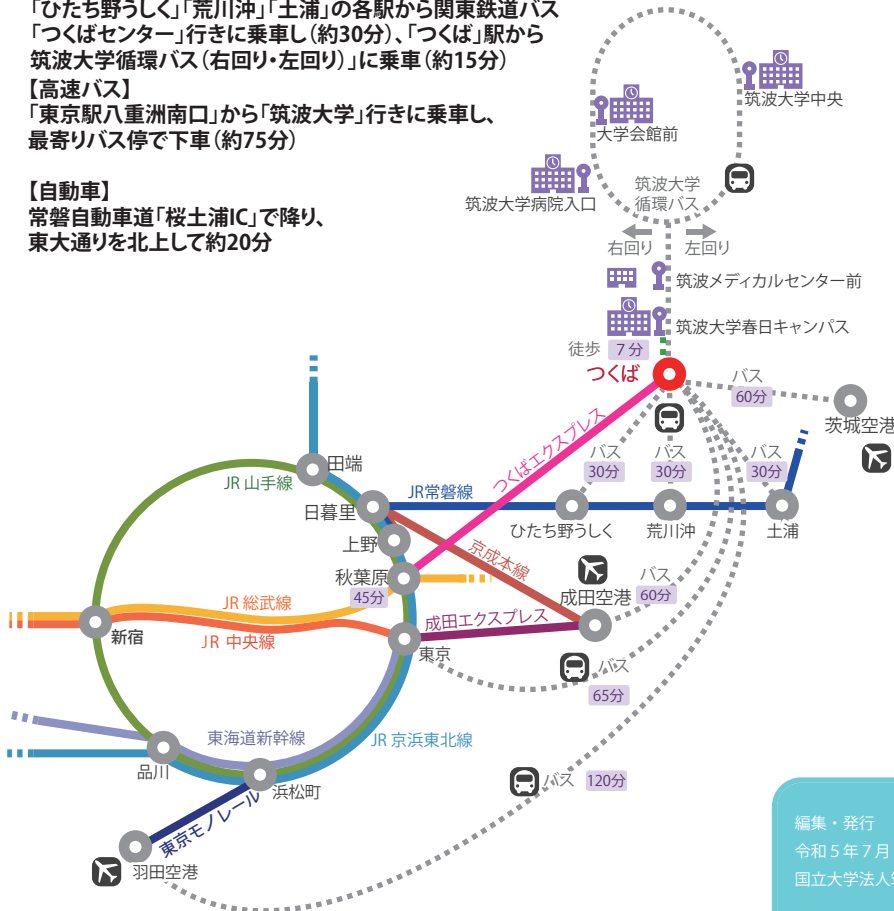 「ひたち野うしく」「荒川沖」「土浦」の各駅から関東鉄道バス
「つくばセンター」行きに乗車し(約30分)、「つくば」駅から
筑波大学循環バス(右回り・左回り)」に乗車(約15分)
【高速バス】
「東京駅八重洲南口」から「筑波大学」行きに乗車し、
最寄りバス停で下車(約75分)
【自動車】
常磐自動車道「桜土浦IC」で降り、
東大通りを北上して約20分
筑波大学中央
大学会館前
筑波大学病院入口
筑波大学
循環バス
右回り
左回り
筑波メディカルセンター前
筑波大学春日キャンパス
徒歩 7分
つくば
バス
60分
茨城空港
つくばエクスプレス
バス
30分
バス
30分
バス
30分
田端
JR 山手線
日暮里
JR常磐線
ひたち野うしく
荒川沖
土浦
上野
京成本線
秋葉原
45分
成田空港
バス
60分
JR 総武線
新宿
JR 中央線
成田エクスプレス
東京
バス
65分
東海道新幹線
JR 京浜東北線
品川
浜松町
バス 120分
東京モノレール
羽田空港
編集・発行
令和5年7月
国立大学法人